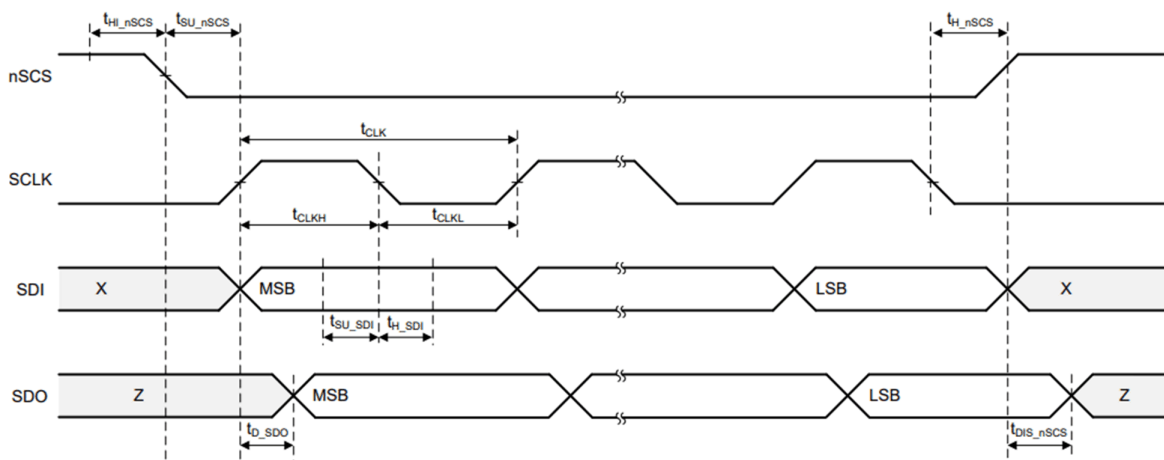 tHI_nSCS tSU_nSCS tH_nSCS
nSCS
tCLK
SCLK
tCLKH tCLKL
SDI X MSB LSB X
tSU_SDI tH_SDI
SDO Z MSB LSB Z
tD_SDO tDIS_nSCS